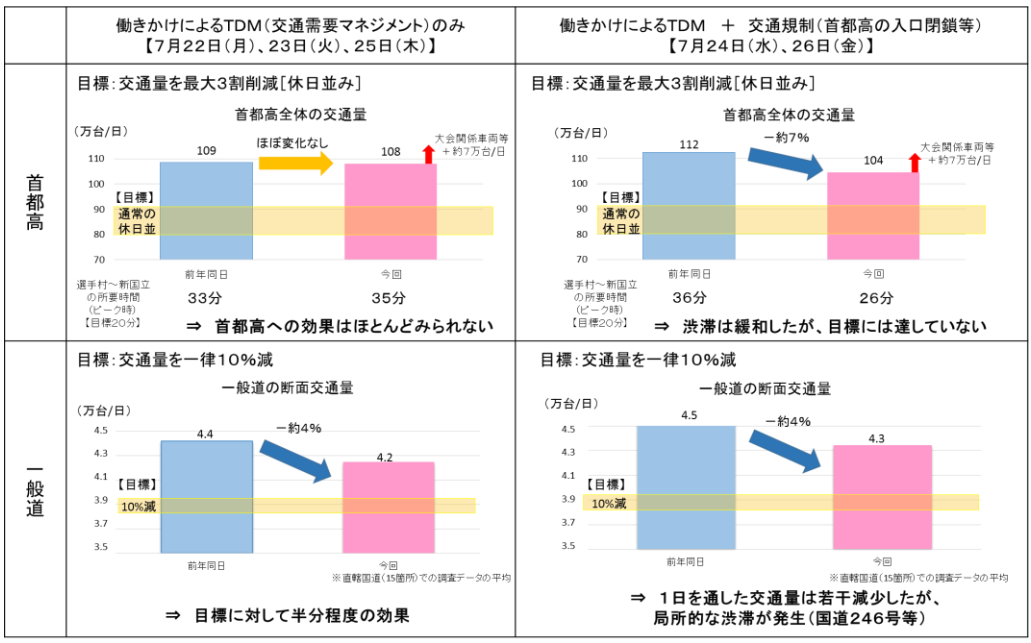 働きかけによるTDM(交通需要マネジメント)のみ
【7月22日(月)、23日(火)、25日(木)】
働きかけによるTDM + 交通規制(首都高の入口閉鎖等)
【7月24日(水)、26日(金)】
首都高
目標:交通量を最大3割削減[休日並み]
首都高全体の交通量
(万台/日)
109
ほぼ変化なし
108
大会関係車両等
+約7万台/日
110
100
90
80
70
【目標】
通常の
休日並
前年同日
今回
選手村~新国立
の所要時間
(ピーク時)
【目標20分】
33分
35分
⇒ 首都高への効果はほとんどみられない
目標:交通量を最大3割削減[休日並み]
首都高全体の交通量
(万台/日)
112
-約7%
104
大会関係車両等
+約7万台/日
110
100
90
80
70
【目標】
通常の
休日並
前年同日
今回
選手村~新国立
の所要時間
(ピーク時)
【目標20分】
36分
26分
⇒ 渋滞は緩和したが、目標には達していない
一般道
目標:交通量を一律10%減
一般道の断面交通量
(万台/日)
4.4
-約4%
4.2
4.5
4.3
4.1
3.9
3.7
3.5
【目標】
10%減
前年同日
今回
※直轄国道(15箇所)での調査データの平均
⇒ 目標に対して半分程度の効果
目標:交通量を一律10%減
一般道の断面交通量
(万台/日)
4.5
-約4%
4.3
4.5
4.3
4.1
3.9
3.7
3.5
【目標】
10%減
前年同日
今回
※直轄国道(15箇所)での調査データの平均
⇒ 1日を通した交通量は若干減少したが、
局所的な渋滞が発生(国道246号等)